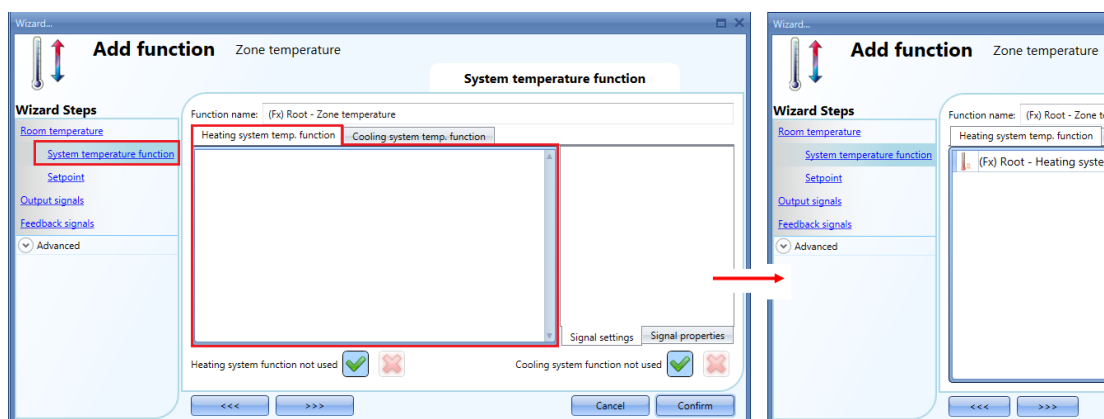 Wizard...
Add function Zone temperature
System temperature function
Wizard Steps
Room temperature
System temperature function
Setpoint
Output signals
Feedback signals
Advanced
Function name: (Fx) Root - Zone temperature
Heating system temp. function Cooling system temp. function
Signal settings Signal properties
Heating system function not used Cooling system function not used
<<< >>> Cancel Confirm
Wizard...
Add function Zone temperature
Wizard Steps
Room temperature
System temperature function
Setpoint
Output signals
Feedback signals
Advanced
Function name: (Fx) Root - Zone te
Heating system temp. function
(Fx) Root - Heating syste
<<< >>>